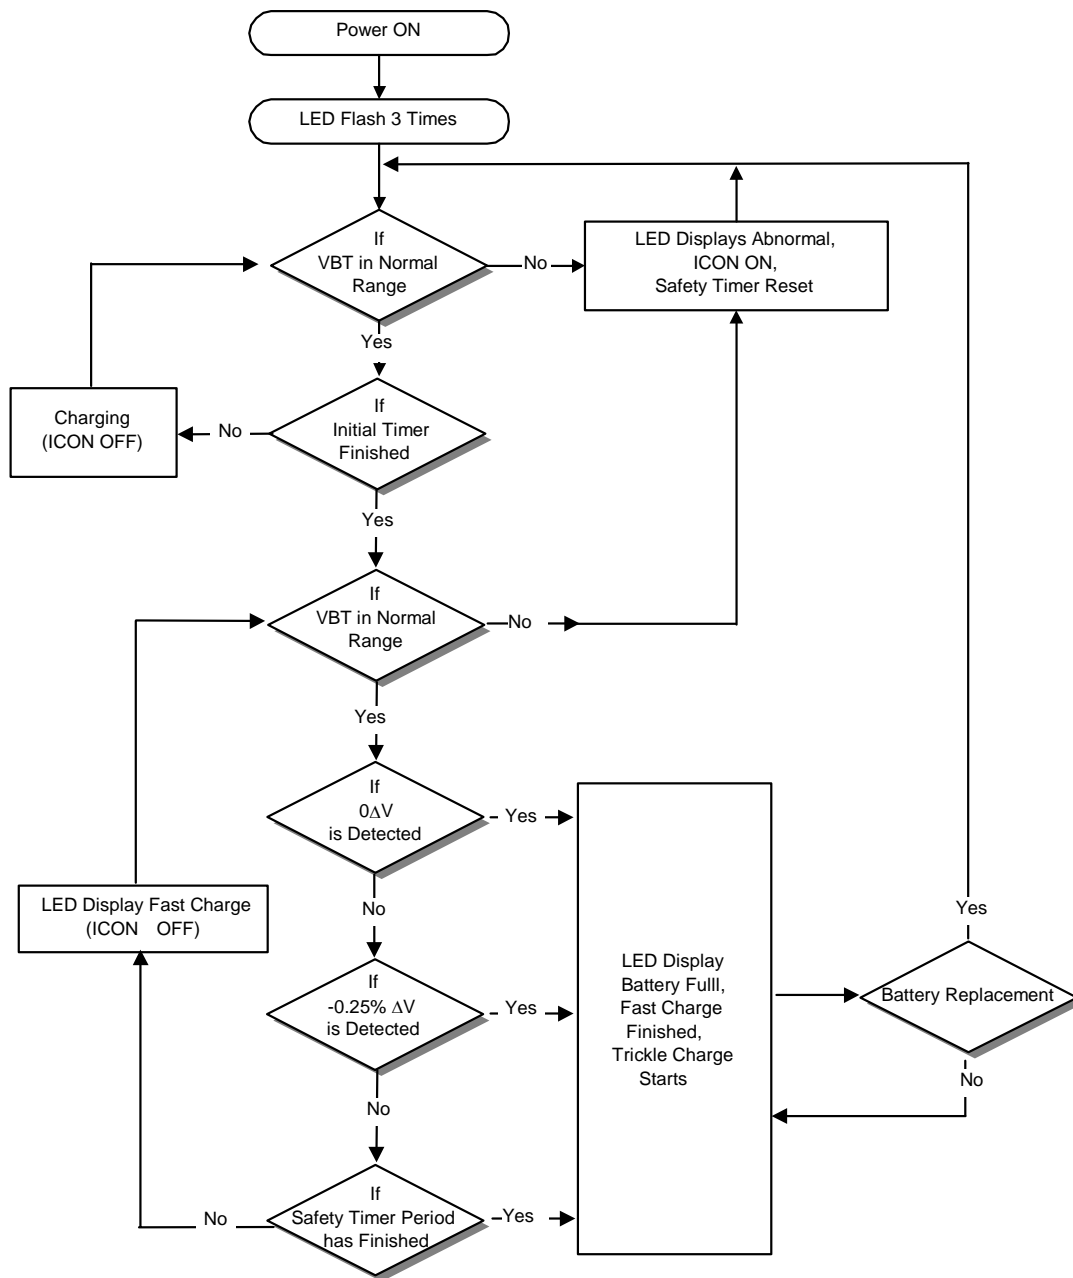 Power ON
LED Flash 3 Times
If
VBT in Normal
Range
No
LED Displays Abnormal,
ICON ON,
Safety Timer Reset
Yes
If
Initial Timer
Finished
No
Charging
(ICON OFF)
Yes
If
VBT in Normal
Range
No
Yes
If
0ΔV
is Detected
Yes
No
LED Display Fast Charge
(ICON OFF)
If
-0.25% ΔV
is Detected
Yes
LED Display
Battery Fulll,
Fast Charge
Finished,
Trickle Charge
Starts
Yes
Battery Replacement
No
No
If
Safety Timer Period
has Finished
No
Yes